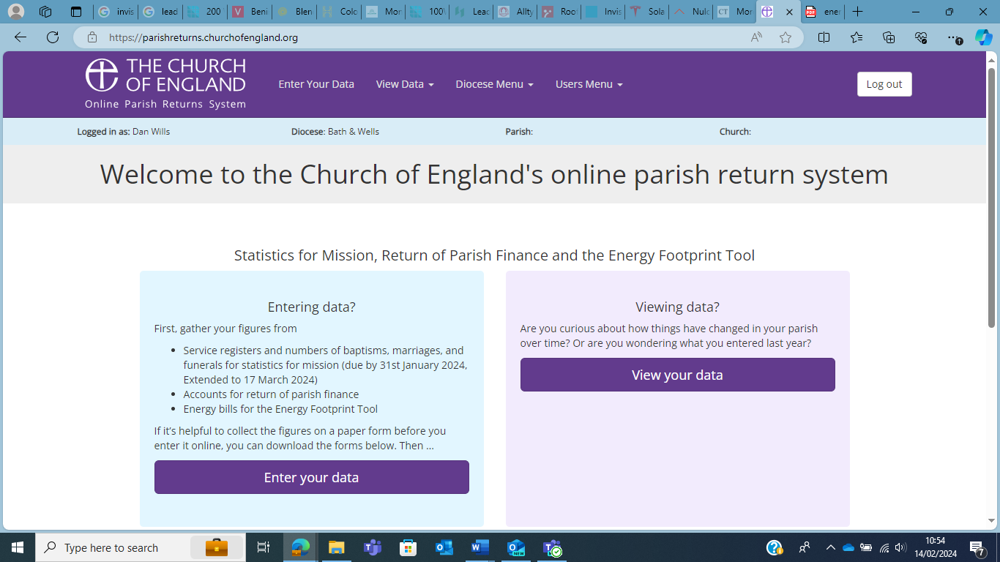 invis
lead
200
Beni
Blen
Colo
Mor
100\
Leac
Allty
Roof
Invis
Sola
Nulo
CT Mor
PDF ener
https://parishreturns.churchofengland.org
THE CHURCH
OF ENGLAND
Online Parish Returns System
Enter Your Data View Data Diocese Menu Users Menu Log out
Logged in as: Dan Wills Diocese: Bath & Wells Parish: Church:
Welcome to the Church of England's online parish return system
Statistics for Mission, Return of Parish Finance and the Energy Footprint Tool
Entering data?
First, gather your figures from
• Service registers and numbers of baptisms, marriages, and
funerals for statistics for mission (due by 31st January 2024,
Extended to 17 March 2024)
• Accounts for return of parish finance
• Energy bills for the Energy Footprint Tool
If it's helpful to collect the figures on a paper form before you
enter it online, you can download the forms below. Then ...
Enter your data
Viewing data?
Are you curious about how things have changed in your parish
over time? Or are you wondering what you entered last year?
View your data
Type here to search
10:54
14/02/2024
7